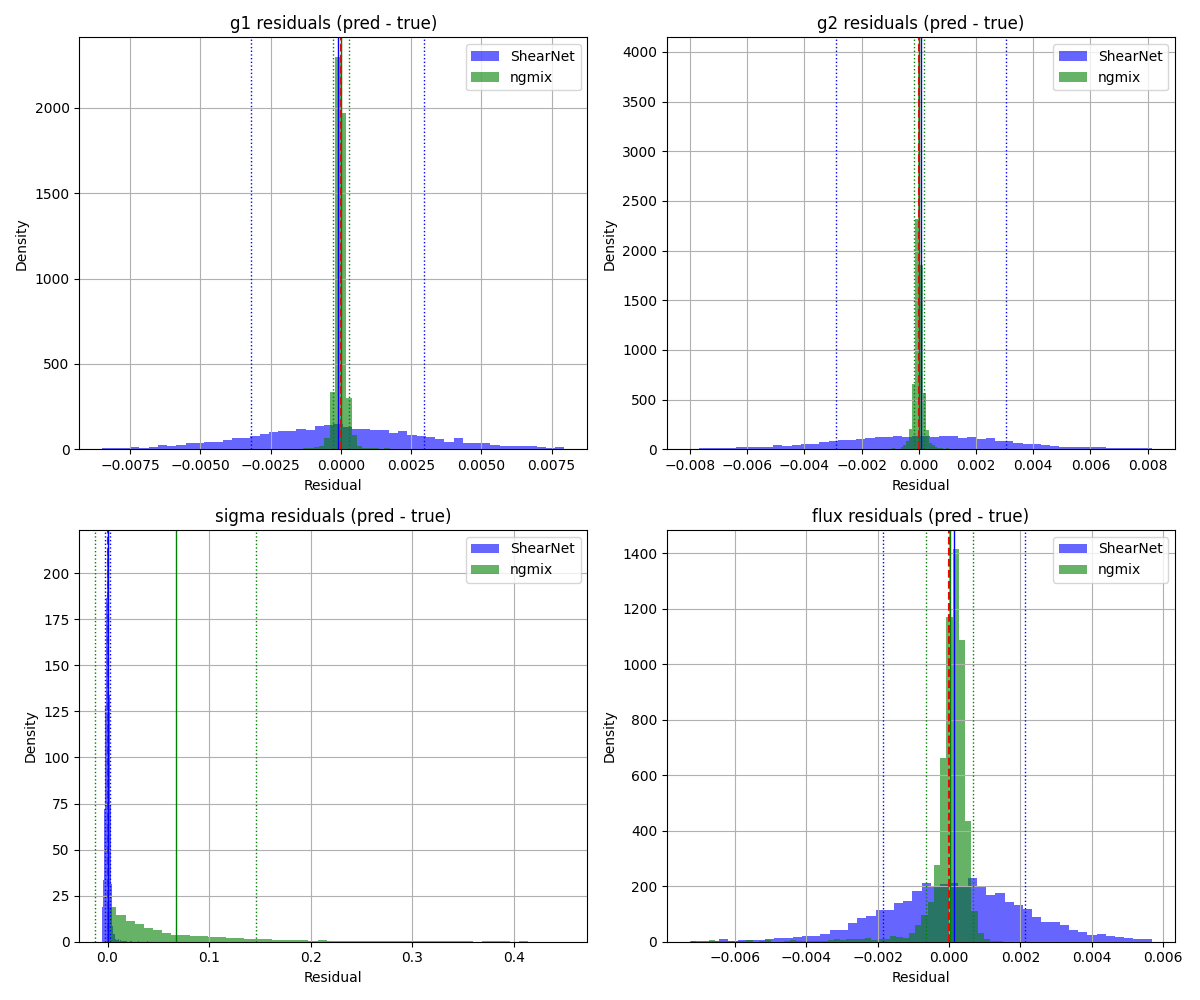 g1 residuals (pred - true)
Density
2000
1500
1000
500
0
−0.0075
−0.0050
−0.0025
0.0000
0.0025
0.0050
0.0075
Residual
ShearNet
ngmix
g2 residuals (pred - true)
Density
4000
3500
3000
2500
2000
1500
1000
500
0
−0.008
−0.006
−0.004
−0.002
0.000
0.002
0.004
0.006
0.008
Residual
ShearNet
ngmix
sigma residuals (pred - true)
Density
200
175
150
125
100
75
50
25
0
0.0
0.1
0.2
0.3
0.4
Residual
ShearNet
ngmix
flux residuals (pred - true)
Density
1400
1200
1000
800
600
400
200
0
−0.006
−0.004
−0.002
0.000
0.002
0.004
0.006
Residual
ShearNet
ngmix